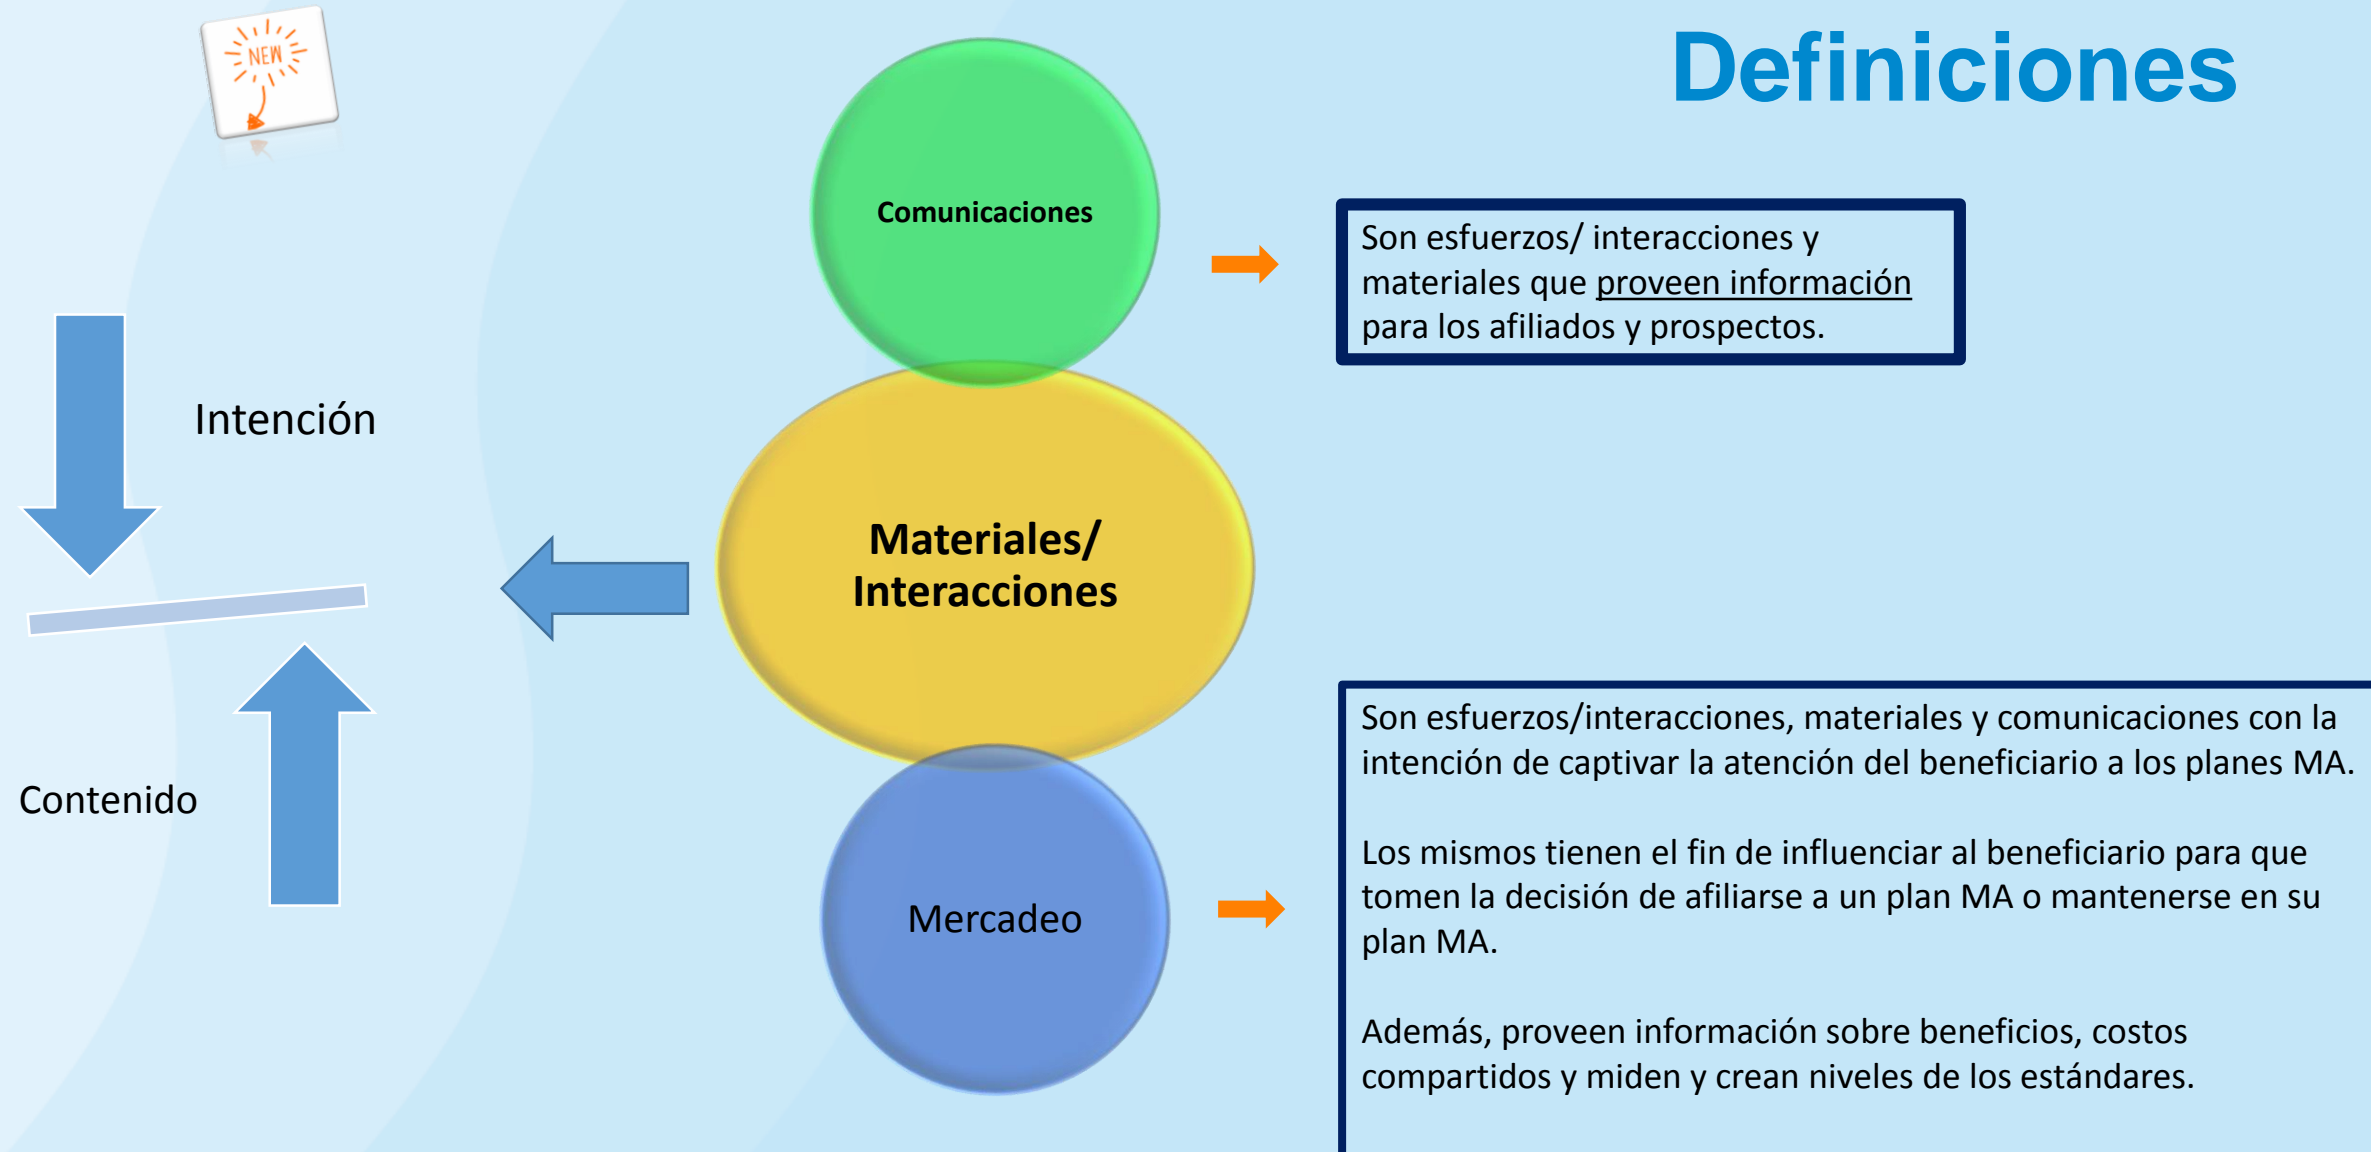 NEW
Definiciones
Comunicaciones
Son esfuerzos/ interacciones y
materiales que proveen información
para los afiliados y prospectos.
Intención
Materiales/
Interacciones
Contenido
Mercadeo
Son esfuerzos/interacciones, materiales y comunicaciones con la
intención de captivar la atención del beneficiario a los planes MA.
Los mismos tienen el fin de influenciar al beneficiario para que
tomen la decisión de afiliarse a un plan MA o mantenerse en su
plan MA.
Además, proveen información sobre beneficios, costos
compartidos y miden y crean niveles de los estándares.